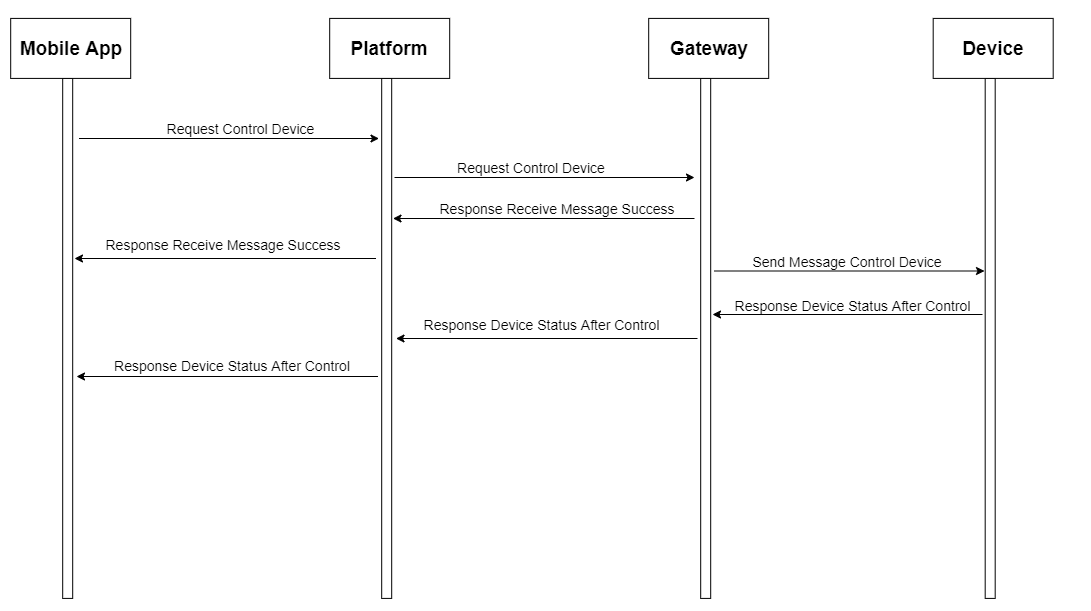 Mobile App
Platform
Gateway
Device
Request Control Device
Request Control Device
Response Receive Message Success
Response Receive Message Success
Send Message Control Device
Response Device Status After Control
Response Device Status After Control
Response Device Status After Control